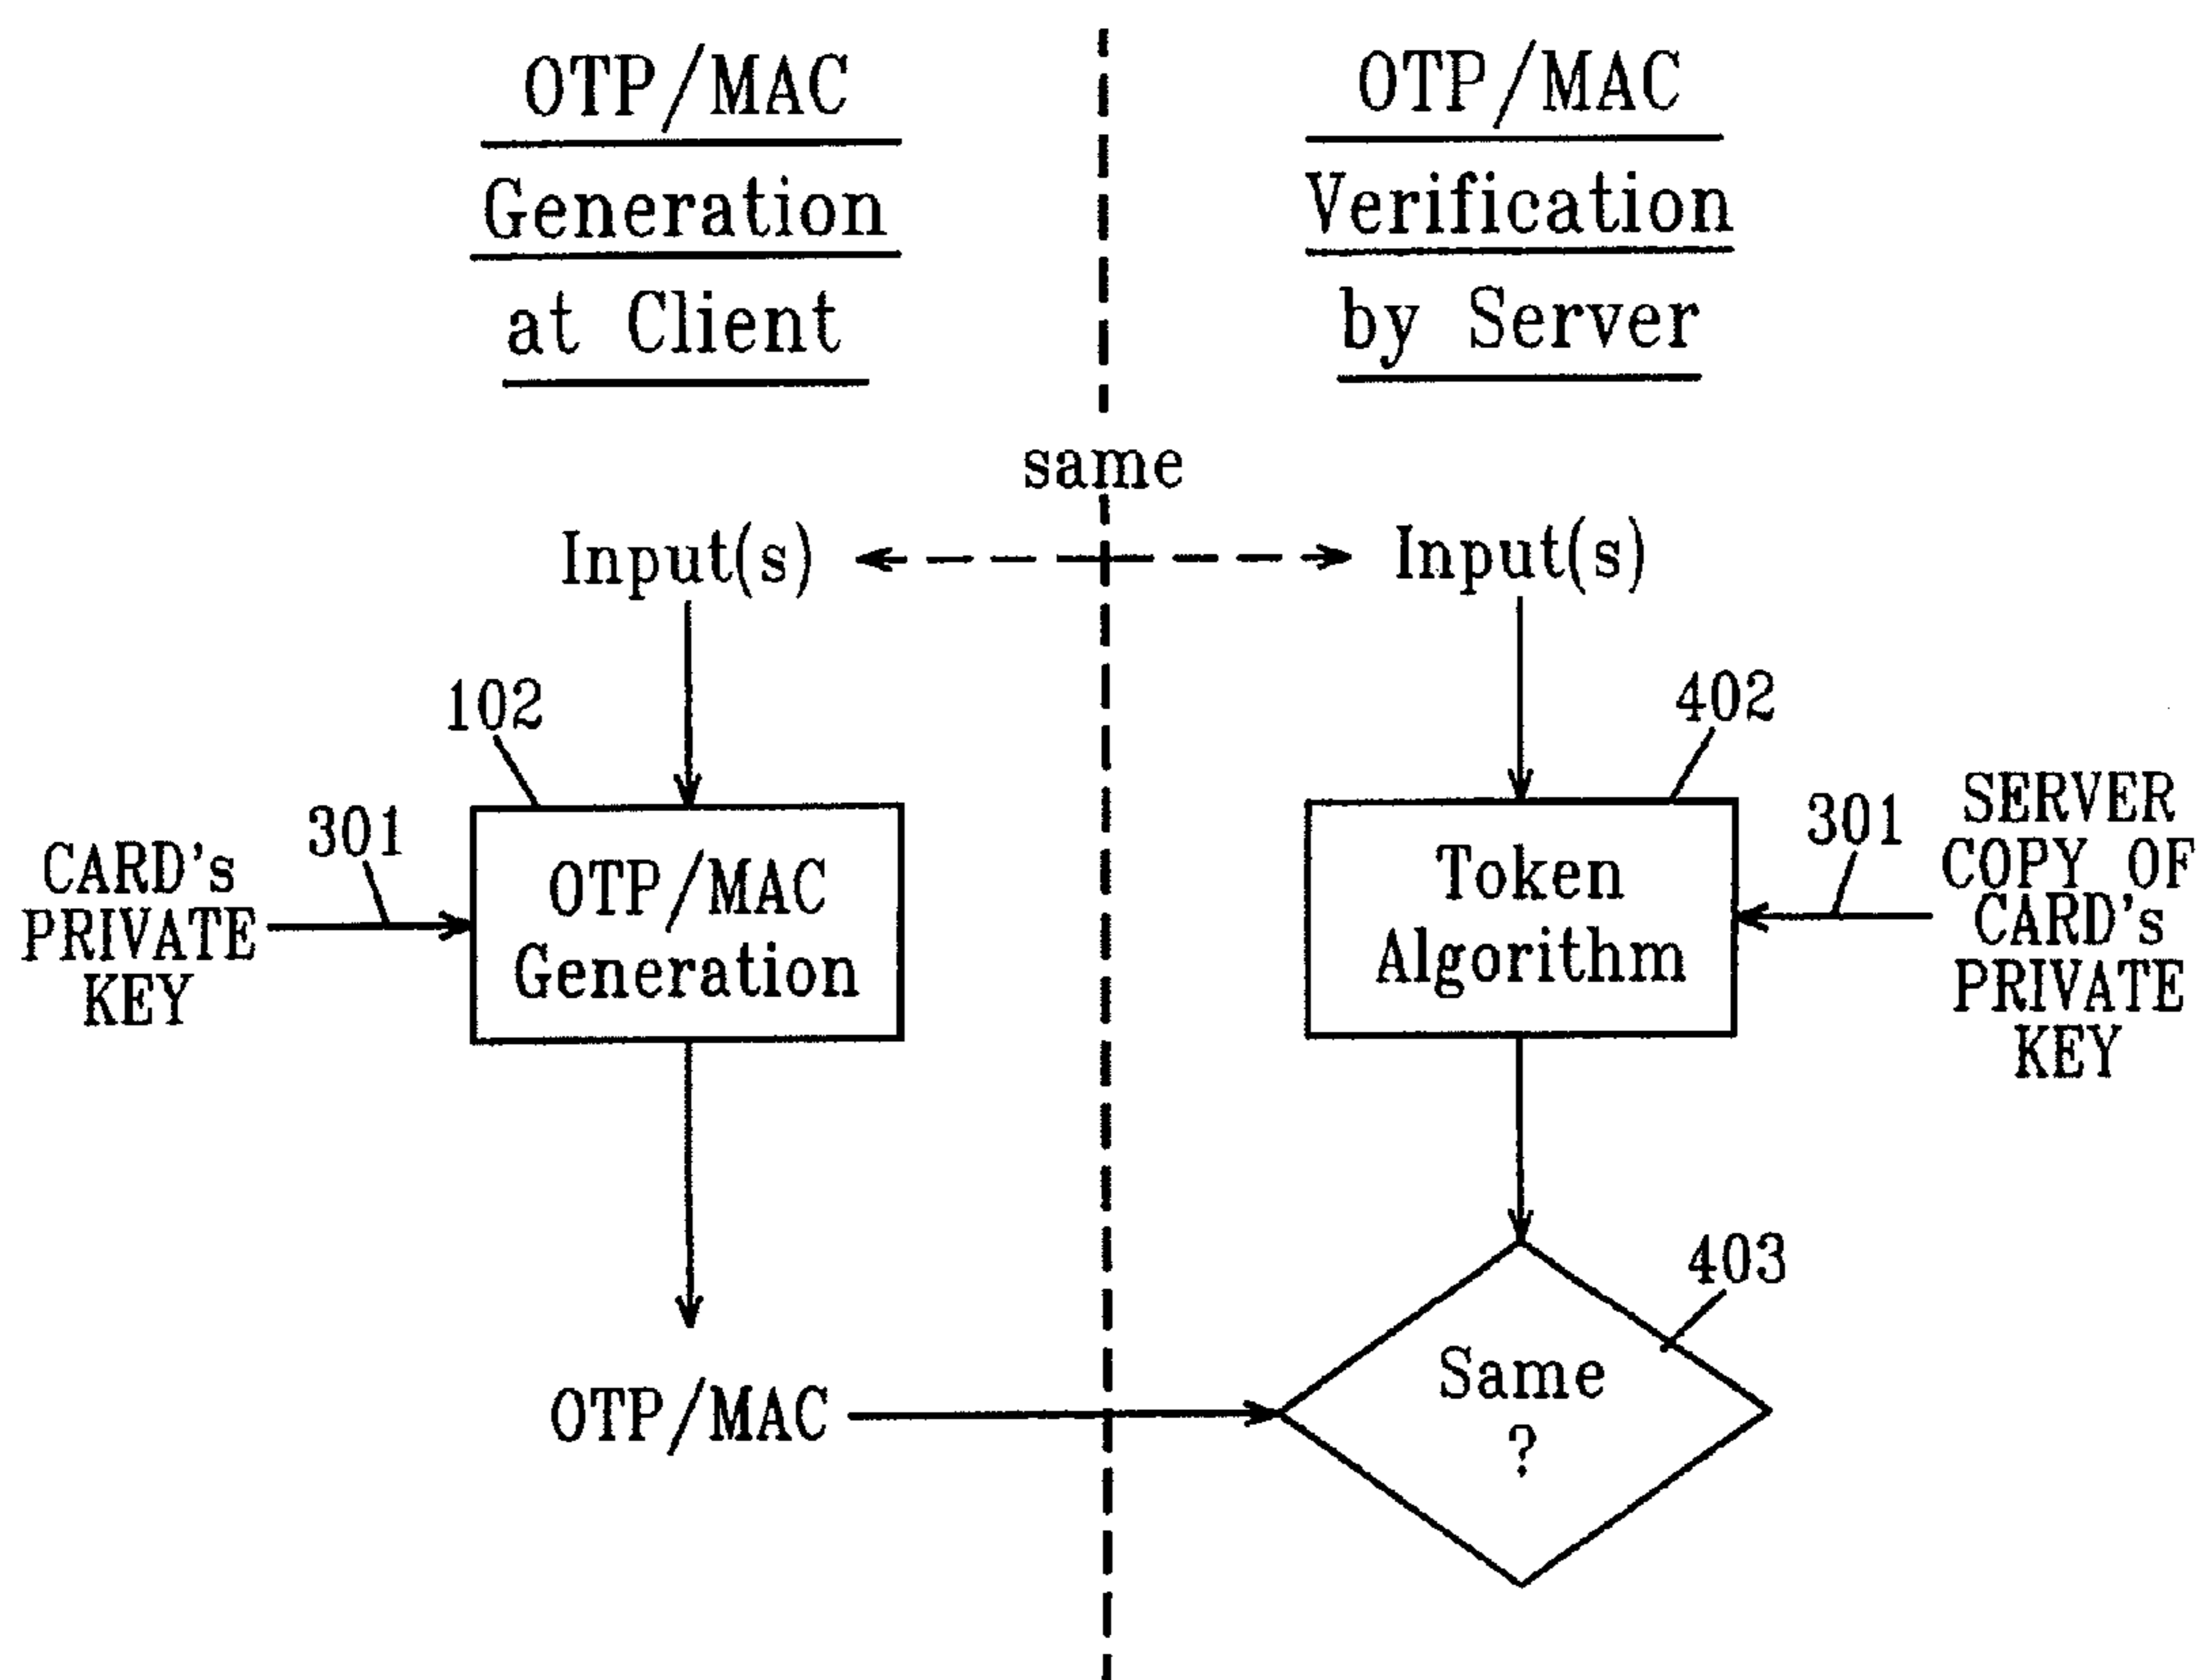 OTP/MAC
Generation
at Client
OTP/MAC
Verification
by Server
same
Input(s)
Input(s)
102
402
301
CARD's
PRIVATE
KEY
OTP/MAC
Generation
Token
Algorithm
301
SERVER
COPY OF
CARD's
PRIVATE
KEY
403
OTP/MAC
Same
?